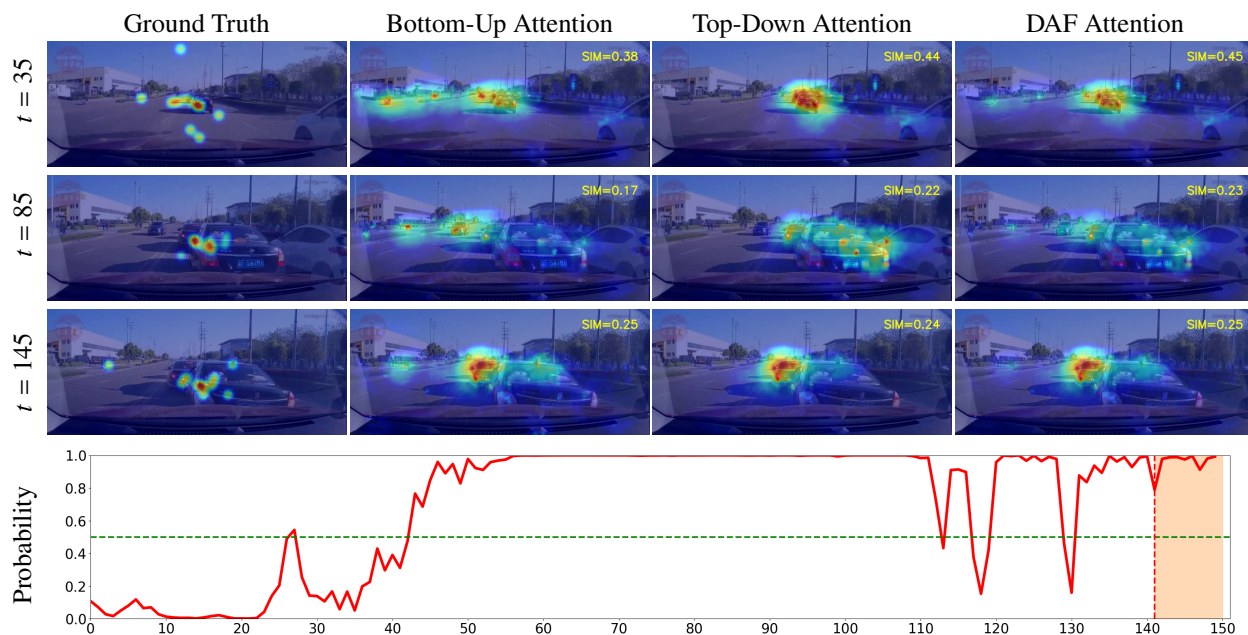 Ground Truth Bottom-Up Attention Top-Down Attention DAF Attention
t = 35
SIM=0.38 SIM=0.44 SIM=0.45
t = 85
SIM=0.17 SIM=0.22 SIM=0.23
t = 145
SIM=0.25 SIM=0.24 SIM=0.25
Probability
1.0
0.8
0.6
0.4
0.2
0.0
0 10 20 30 40 50 60 70 80 90 100 110 120 130 140 150